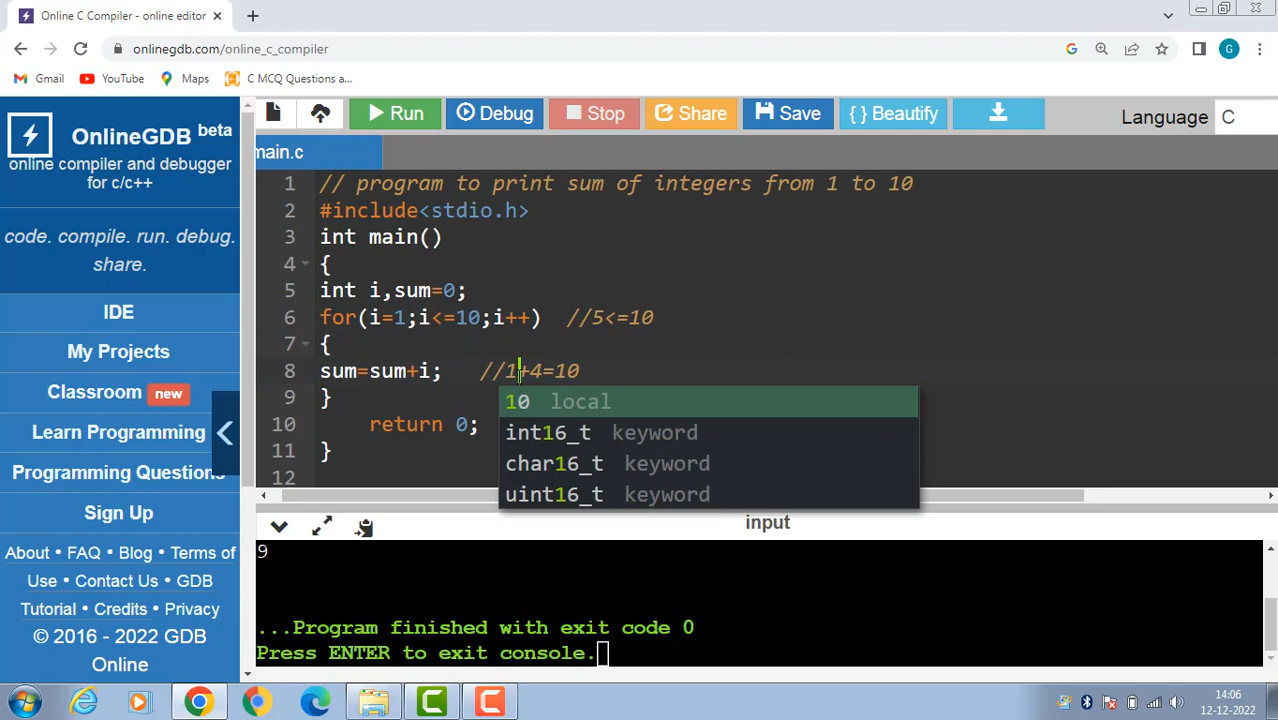 Online C Compiler - online editor
onlinegdb.com/online_c_compiler
G
Gmail YouTube Maps C MCQ Questions a...
OnlineGDB beta
online compiler and debugger
for c/c++
code. compile. run. debug.
share.
IDE
My Projects
Classroom new
Learn Programming
Programming Questions
Sign Up
About • FAQ • Blog • Terms of
Use • Contact Us • GDB
Tutorial • Credits • Privacy
© 2016 - 2022 GDB
Online
Run Debug Stop Share Save { } Beautify Language C
main.c
1 // program to print sum of integers from 1 to 10
2 #include<stdio.h>
3 int main()
4 {
5 int i,sum=0;
6 for(i=1;i<=10;i++) //5<=10
7 {
8 sum=sum+i; //1+4=10
9 }
10 return 0;
11 }
12
10 local
int16_t keyword
char16_t keyword
uint16_t keyword
input
9
...Program finished with exit code 0
Press ENTER to exit console.
14:06
12-12-2022